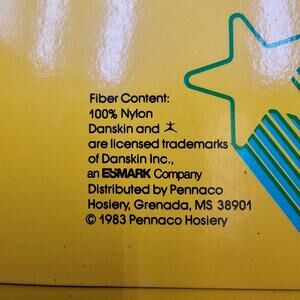 Fiber Content:
100% Nylon
Danskin and
are licensed trademarks
of Danskin Inc.,
an ESMARK Company
Distributed by Pennaco
Hosiery, Grenada, MS 38901
© 1983 Pennaco Hosiery